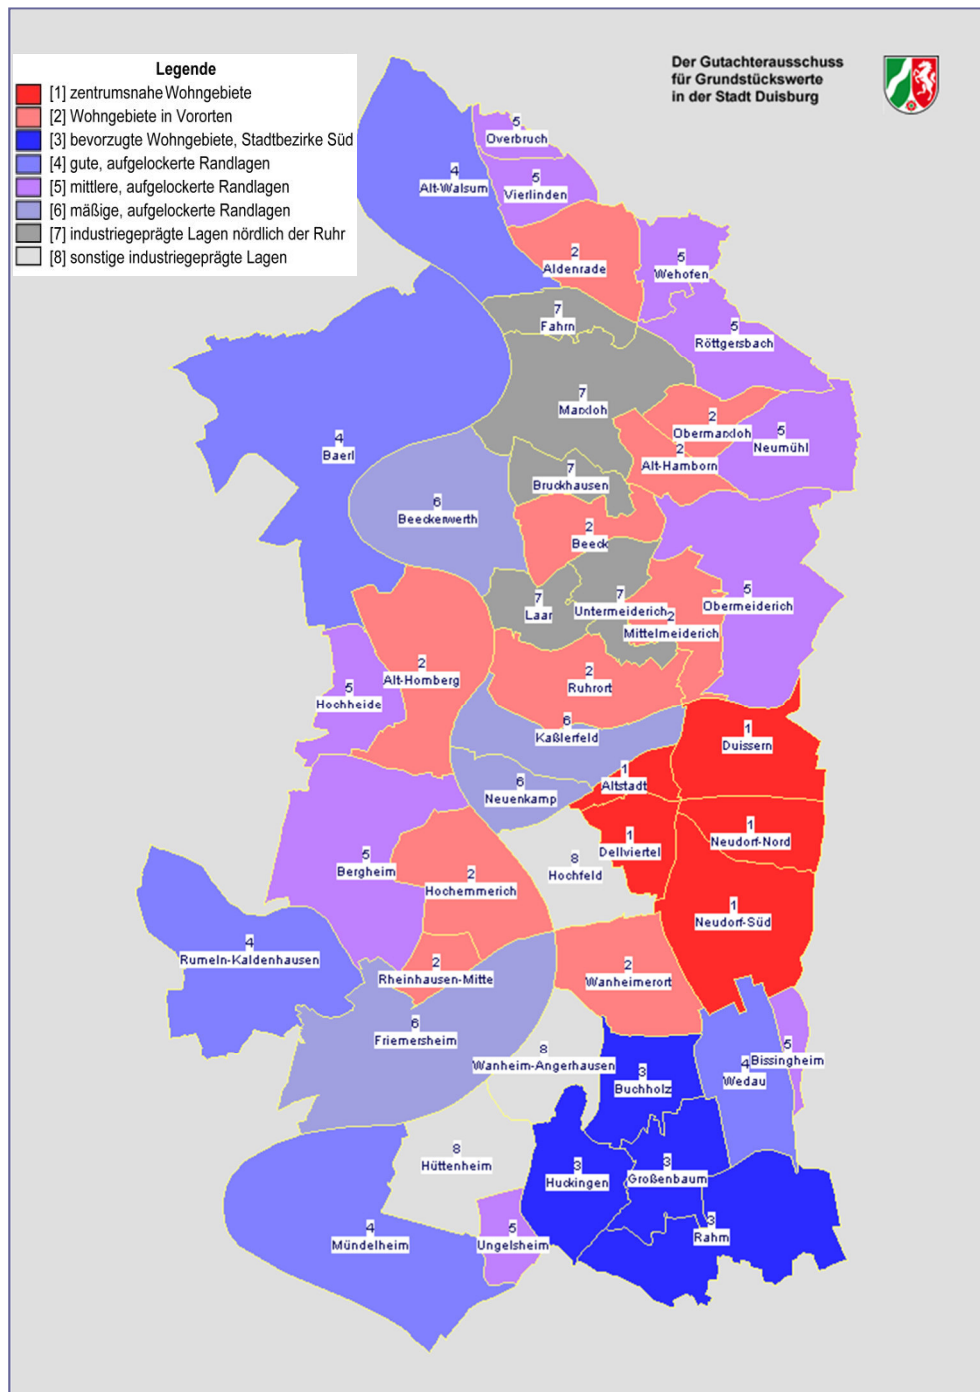 Legende
[1] zentrumsnahe Wohngebiete
[2] Wohngebiete in Vororten
[3] bevorzugte Wohngebiete, Stadtbezirke Süd
[4] gute, aufgelockerte Randlagen
[5] mittlere, aufgelockerte Randlagen
[6] mäßige, aufgelockerte Randlagen
[7] industriegeprägte Lagen nördlich der Ruhr
[8] sonstige industriegeprägte Lagen
Der Gutachterausschuss
für Grundstückswerte
in der Stadt Duisburg
5
Overbruch
4
Alt-Walsum
5
Vierlinden
2
Aldenrade
5
Wehofen
7
Fahrn
5
Röttgersbach
7
Marxloh
2
Obermarxloh
5
Neumühl
4
Baerl
2
Alt-Hamborn
7
Bruckhausen
6
Beeckerwerth
2
Beeck
7
Laar
7
Untermeiderich
2
Mittelmeiderich
5
Obermeiderich
2
Alt-Homberg
2
Ruhrort
5
Hochheide
6
Kaßlerfeld
1
Duissern
1
Altstadt
6
Neuenkamp
1
Neudorf-Nord
1
Dellviertel
5
Bergheim
8
Hochfeld
2
Hochemmerich
1
Neudorf-Süd
4
Rumeln-Kaldenhausen
2
Rheinhausen-Mitte
2
Wanheimerort
6
Friemersheim
8
Wanheim-Angerhausen
5
Bissingheim
3
Buchholz
4
Wedau
8
Hüttenheim
3
Huckingen
3
Großenbaum
4
Mündelheim
5
Ungelsheim
3
Rahm